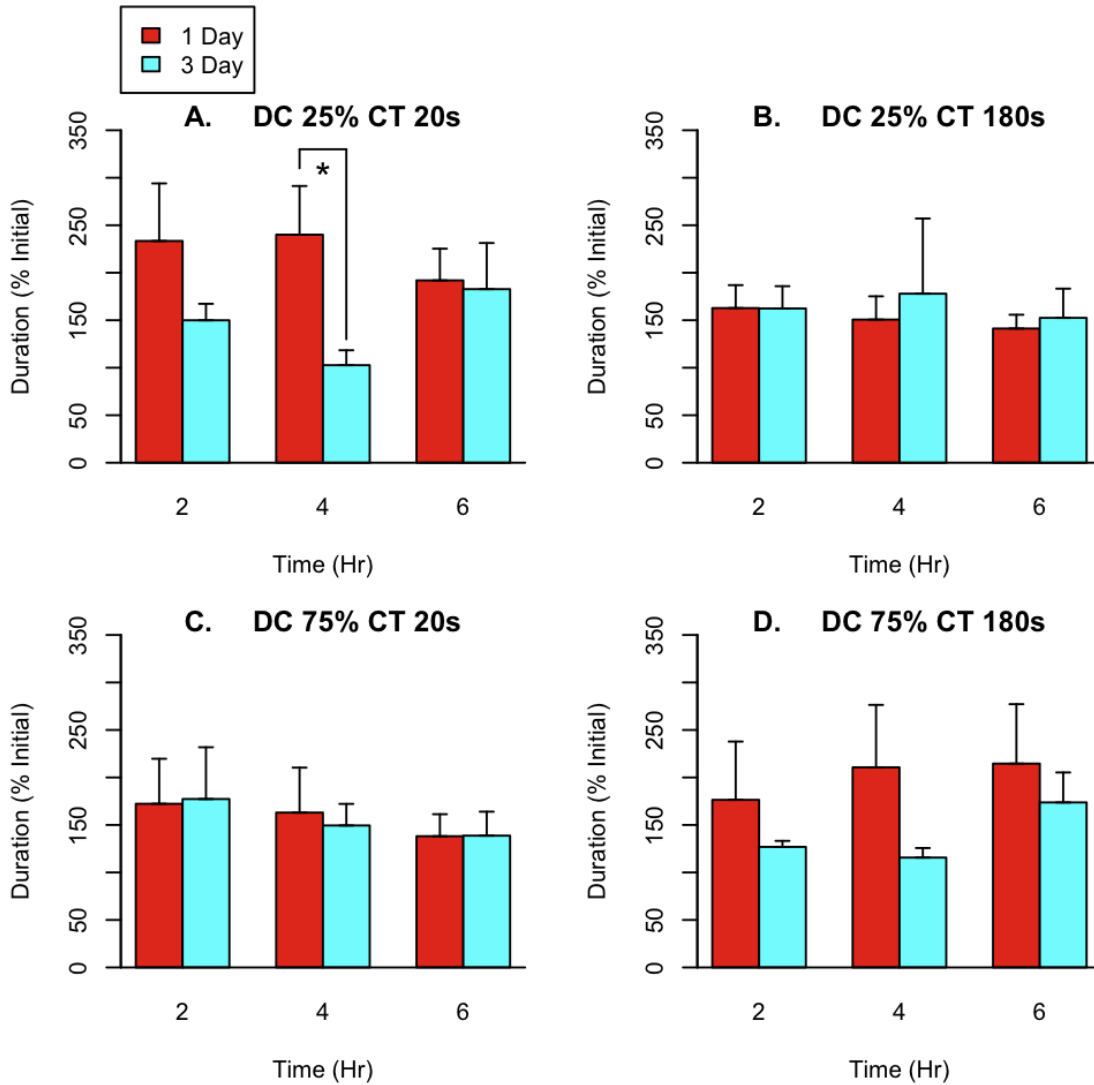 1 Day
3 Day
A. DC 25% CT 20s
350
250
150
50
0
Duration (% Initial)
*
2 4 6
Time (Hr)
B. DC 25% CT 180s
350
250
150
50
0
Duration (% Initial)
2 4 6
Time (Hr)
C. DC 75% CT 20s
350
250
150
50
0
Duration (% Initial)
2 4 6
Time (Hr)
D. DC 75% CT 180s
350
250
150
50
0
Duration (% Initial)
2 4 6
Time (Hr)